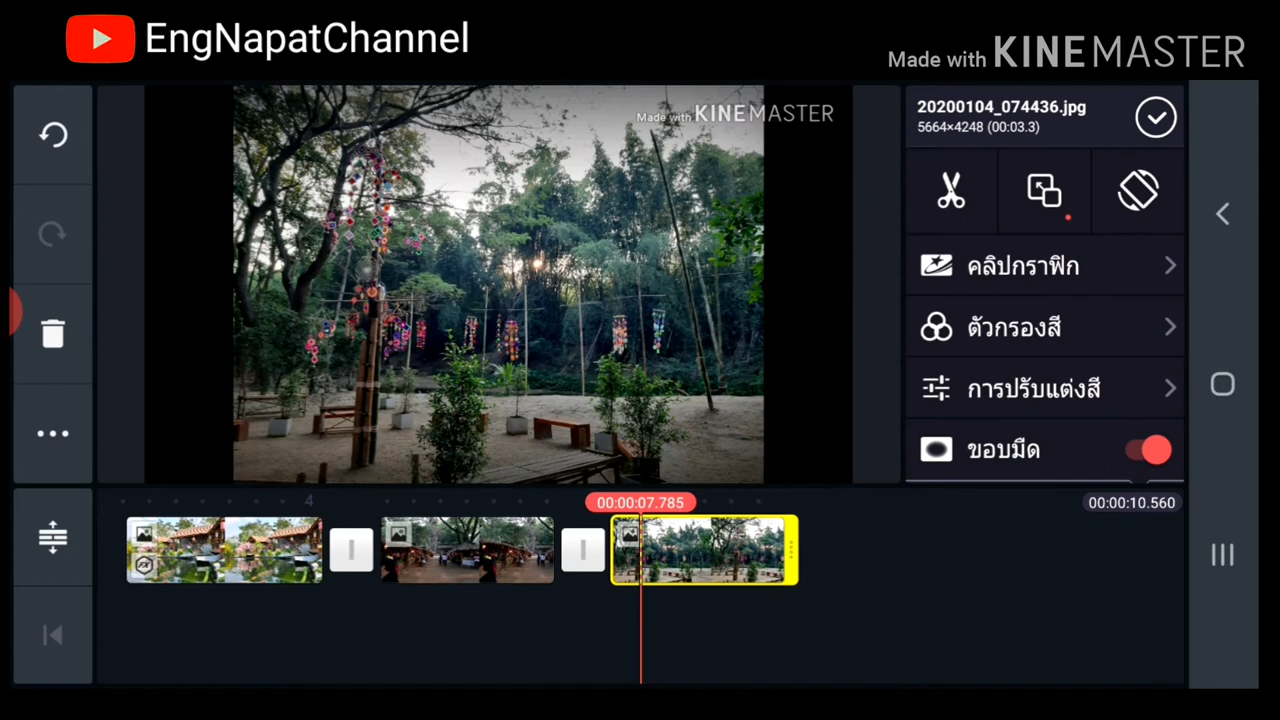 EngNapatChannel
Made with KINEMASTER
Made with KINEMASTER
20200104_074436.jpg
5664×4248 (00:03.3)
คลิปกราฟิก
ตัวกรองสี
การปรับแต่งสี
ขอบมืด
4
00:00:07.785
00:00:10.560